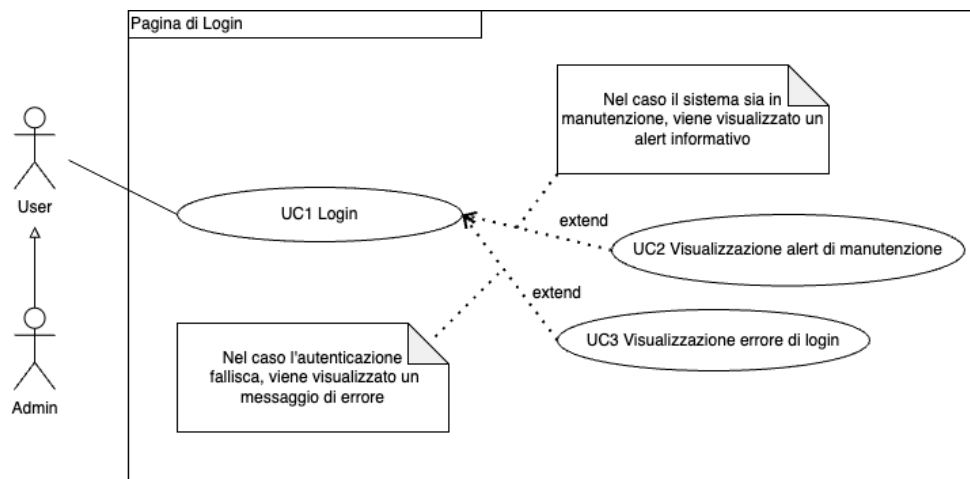 Pagina di Login
Nel caso il sistema sia in
manutenzione, viene visualizzato un
alert informativo
User
UC1 Login
extend
UC2 Visualizzazione alert di manutenzione
extend
UC3 Visualizzazione errore di login
Nel caso l'autenticazione
fallisca, viene visualizzato un
messaggio di errore
Admin